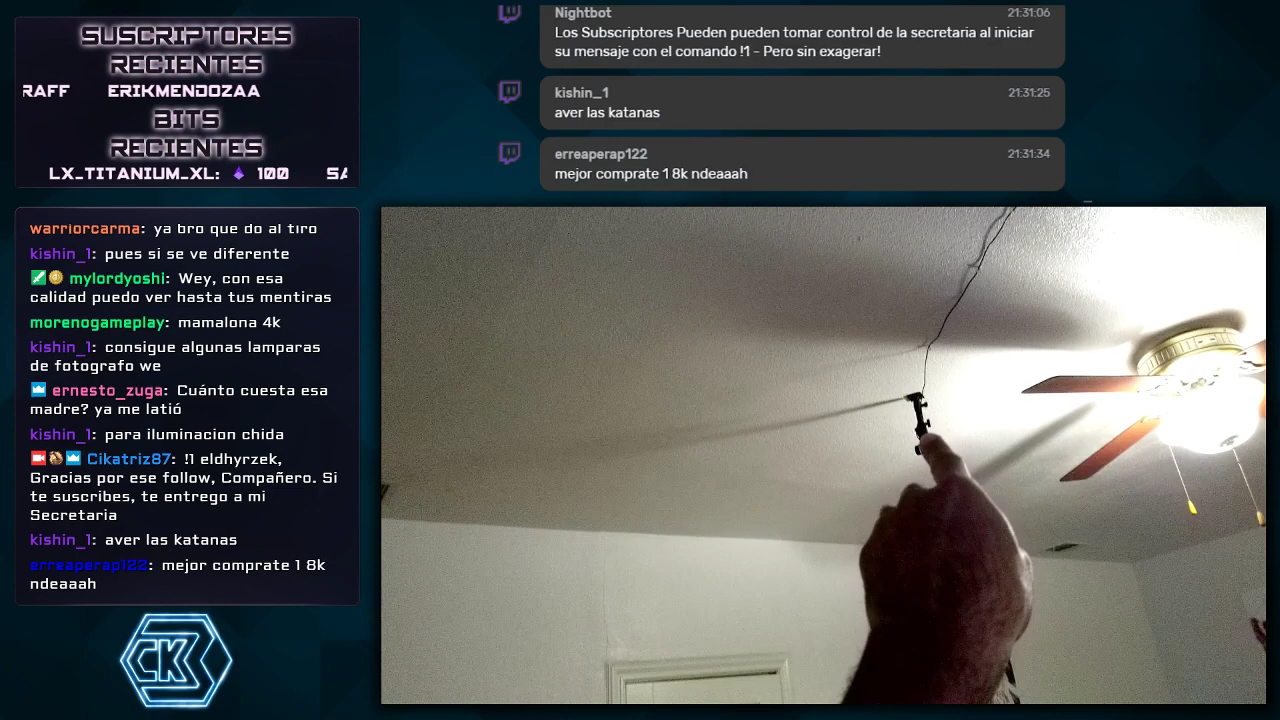 SUSCRIPTORES
RECIENTES
RAFF ERIKMENDOZAA
BITS
RECIENTES
LX_TITANIUM_XL: 100 SA
warriorcarma: ya bro que do al tiro
kishin_1: pues si se ve diferente
mylordyoshi: Wey, con esa
calidad puedo ver hasta tus mentiras
morenogameplay: mamalona 4k
kishin_1: consigue algunas lamparas
de fotografo we
ernesto_zuga: Cuánto cuesta esa
madre? ya me latió
kishin_1: para iluminacion chida
Cikatriz87: !1 eldhyrzek,
Gracias por ese follow, Compañero. Si
te suscribes, te entrego a mi
Secretaria
kishin_1: aver las katanas
erreaperap122: mejor comprate 1 8k
ndeaaah
CK
Nightbot 21:31:06
Los Subscriptores Pueden pueden tomar control de la secretaria al iniciar
su mensaje con el comando !1 - Pero sin exagerar!
kishin_1 21:31:25
aver las katanas
erreaperap122 21:31:34
mejor comprate 1 8k ndeaaah